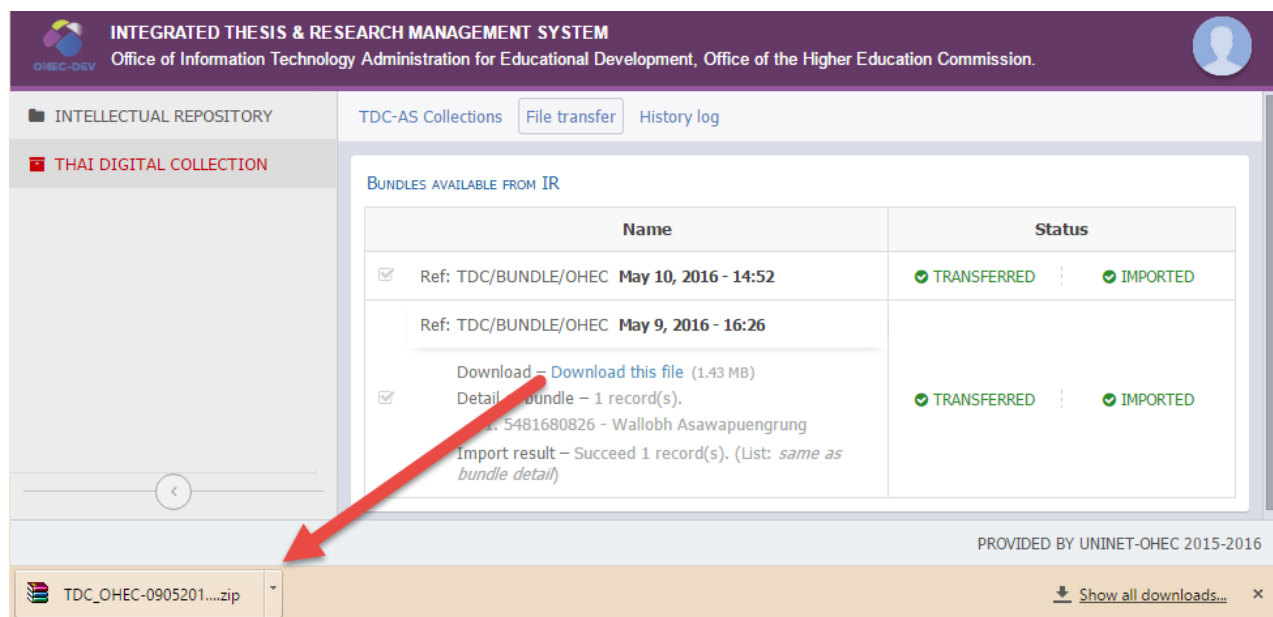 INTEGRATED THESIS & RESEARCH MANAGEMENT SYSTEM
OHEC-DEV
Office of Information Technology Administration for Educational Development, Office of the Higher Education Commission.
INTELLECTUAL REPOSITORY
THAI DIGITAL COLLECTION
TDC-AS Collections File transfer History log
BUNDLES AVAILABLE FROM IR
Name Status
Ref: TDC/BUNDLE/OHEC May 10, 2016 - 14:52 TRANSFERRED IMPORTED
Ref: TDC/BUNDLE/OHEC May 9, 2016 - 16:26
Download – Download this file (1.43 MB)
Detail bundle – 1 record(s).
1. 5481680826 - Wallobh Asawapuengrung
TRANSFERRED IMPORTED
Import result – Succeed 1 record(s). (List: same as
bundle detail)
PROVIDED BY UNINET-OHEC 2015-2016
TDC_OHEC-0905201....zip
Show all downloads...